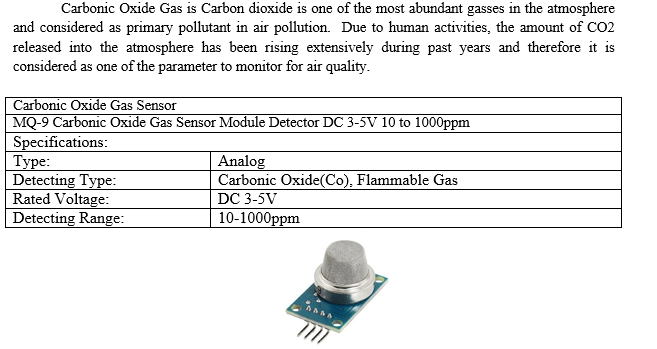 Carbonic Oxide Gas is Carbon dioxide is one of the most abundant gasses in the atmosphere
and considered as primary pollutant in air pollution. Due to human activities, the amount of CO2
released into the atmosphere has been rising extensively during past years and therefore it is
considered as one of the parameter to monitor for air quality.
Carbonic Oxide Gas Sensor
MQ-9 Carbonic Oxide Gas Sensor Module Detector DC 3-5V 10 to 1000ppm
Specifications:
Type: Analog
Detecting Type: Carbonic Oxide(Co), Flammable Gas
Rated Voltage: DC 3-5V
Detecting Range: 10-1000ppm